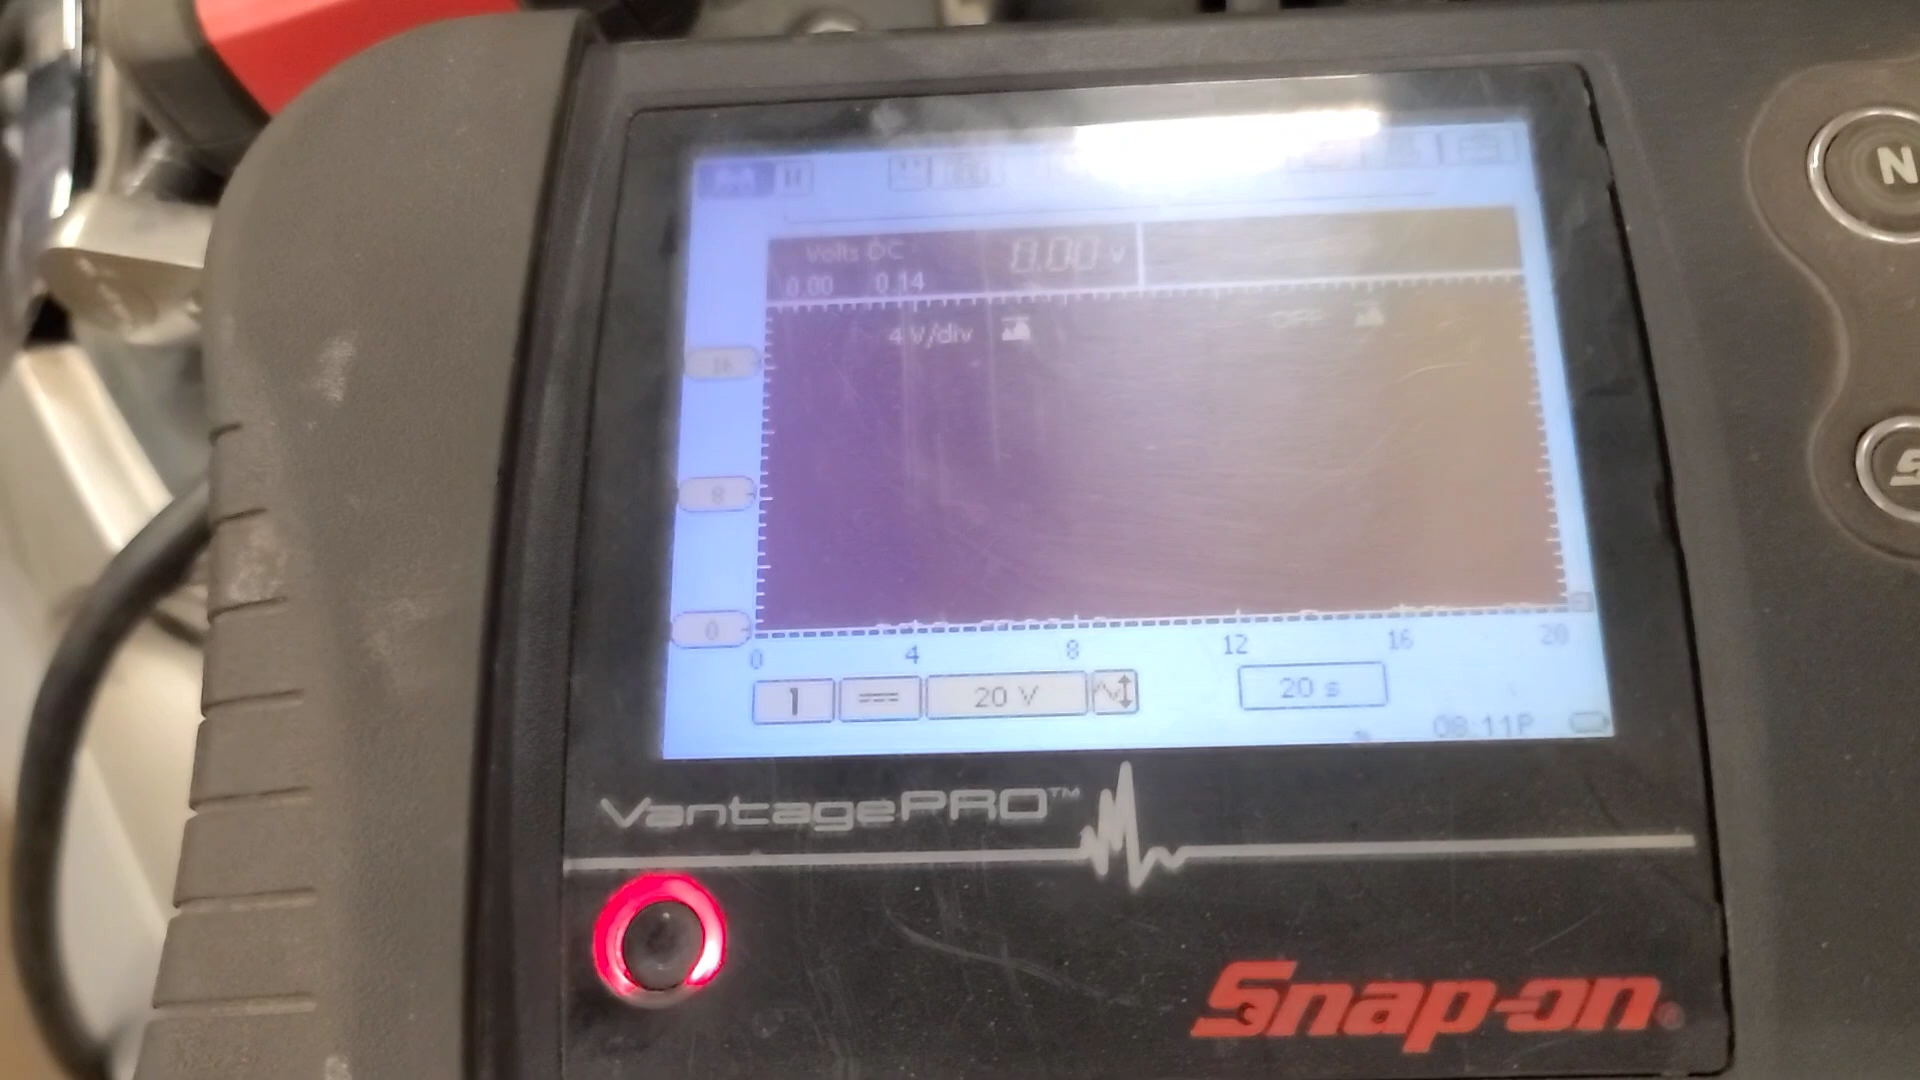 N
Volts DC 0.00 v
0.00 0.14
4 V/div OFF
16
8
0
0 4 8 12 16 20
1 20 V 20 s
08:11P
VantagePRO™
Snap-on®